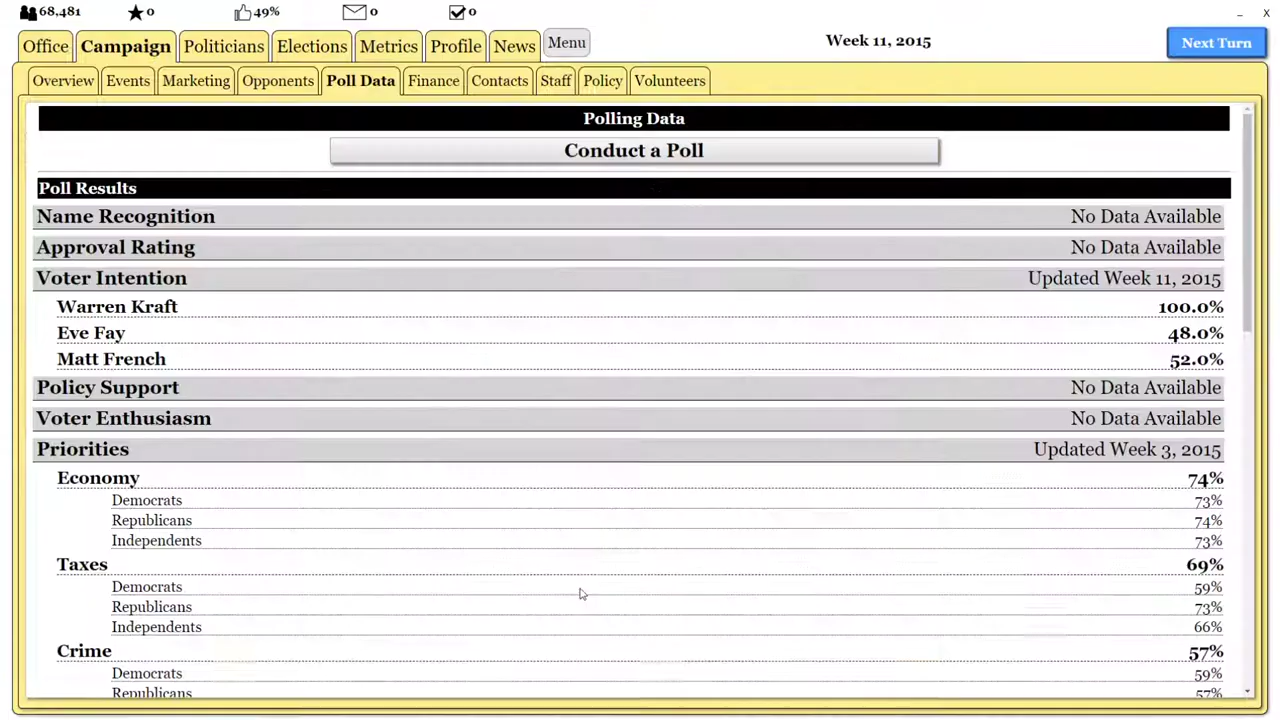 68,481 0 49% 0 0 _ X
Office Campaign Politicians Elections Metrics Profile News Menu Week 11, 2015 Next Turn
Overview Events Marketing Opponents Poll Data Finance Contacts Staff Policy Volunteers
Polling Data
Conduct a Poll
Poll Results
Name Recognition No Data Available
Approval Rating No Data Available
Voter Intention Updated Week 11, 2015
Warren Kraft 100.0%
Eve Fay 48.0%
Matt French 52.0%
Policy Support No Data Available
Voter Enthusiasm No Data Available
Priorities Updated Week 3, 2015
Economy 74%
Democrats 73%
Republicans 74%
Independents 73%
Taxes 69%
Democrats 59%
Republicans 73%
Independents 66%
Crime 57%
Democrats 59%
Republicans 57%